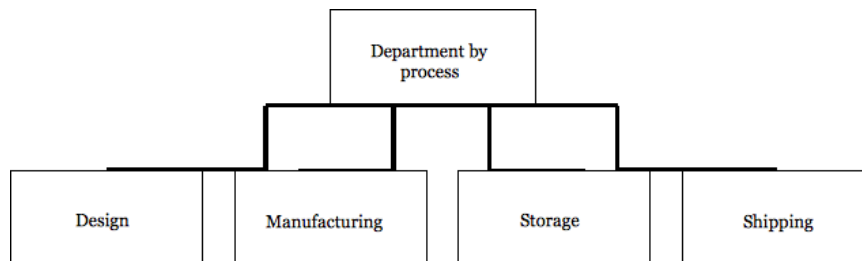 Department by
process
Design
Manufacturing
Storage
Shipping